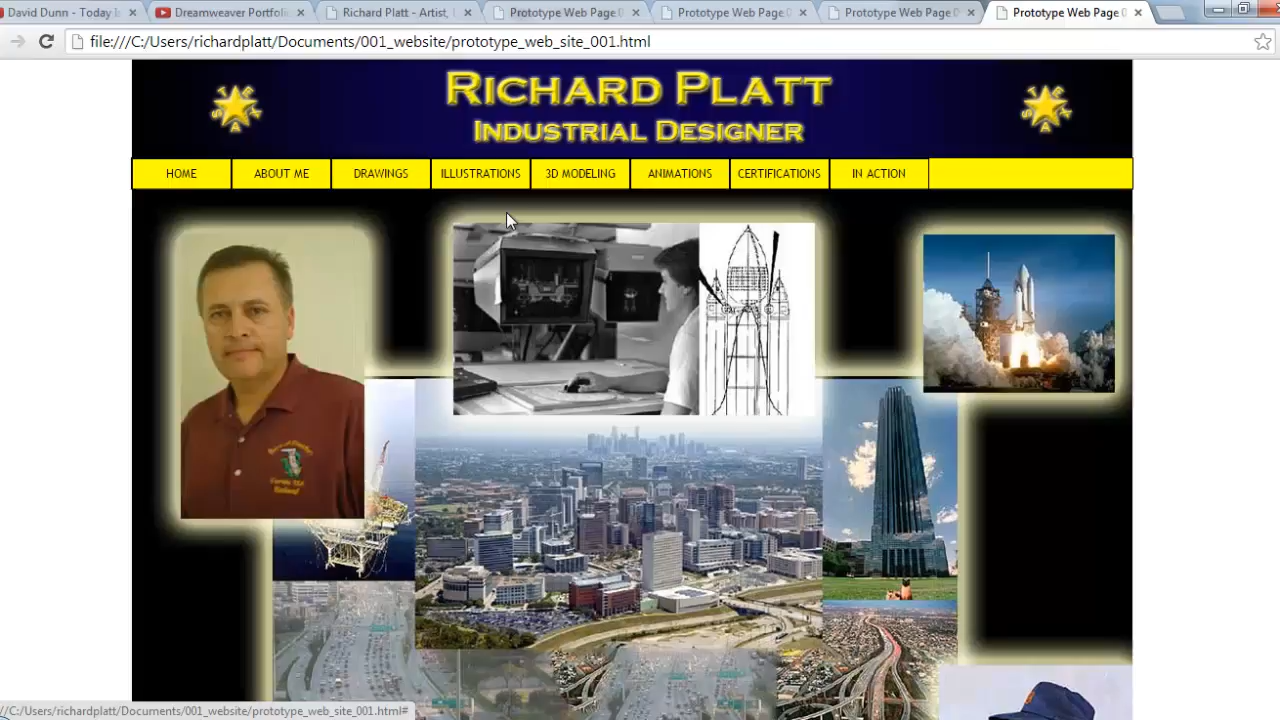 David Dunn - Today I
Dreamweaver Portfoli
Richard Platt - Artist,
Prototype Web Page 0
Prototype Web Page 0
Prototype Web Page 0
Prototype Web Page 0
file:///C:/Users/richardplatt/Documents/001_website/prototype_web_site_001.html
RICHARD PLATT
INDUSTRIAL DESIGNER
HOME
ABOUT ME
DRAWINGS
ILLUSTRATIONS
3D MODELING
ANIMATIONS
CERTIFICATIONS
IN ACTION
//C:/Users/richardplatt/Documents/001_website/prototype_web_site_001.html#